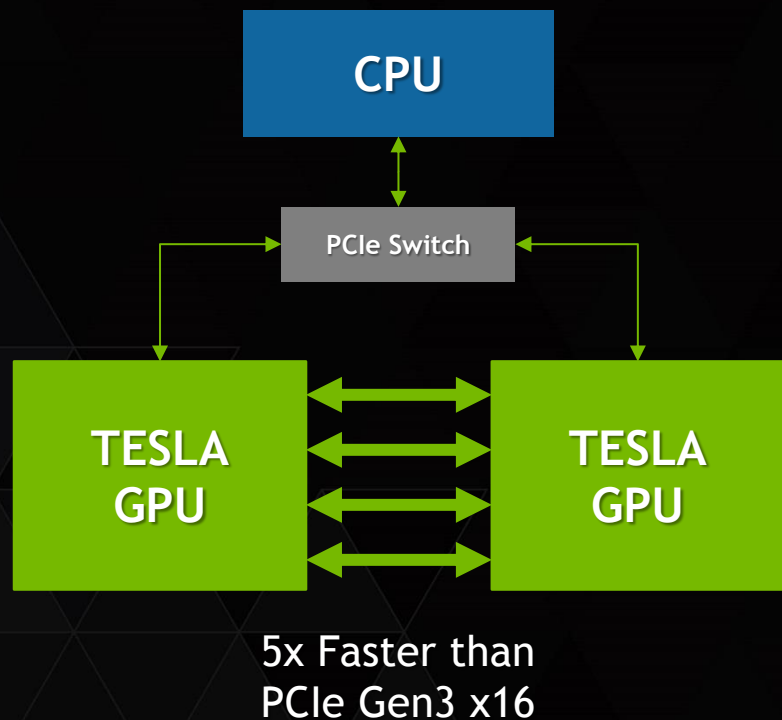 CPU
PCIe Switch
TESLA
GPU
TESLA
GPU
5x Faster than
PCIe Gen3 x16